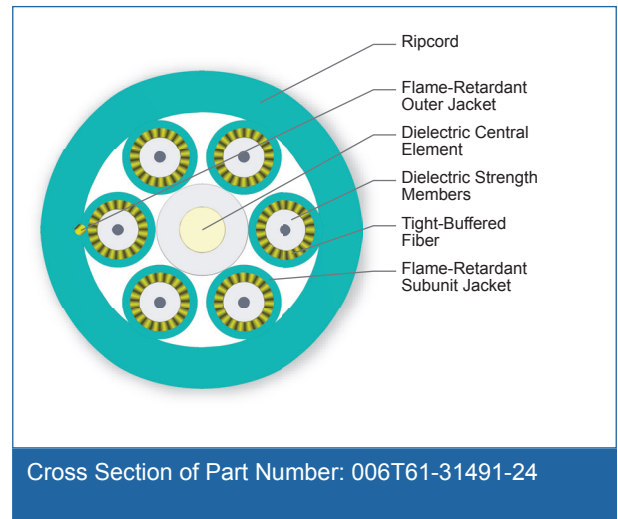 Ripcord
Flame-Retardant
Outer Jacket
Dielectric Central
Element
Dielectric Strength
Members
Tight-Buffered
Fiber
Flame-Retardant
Subunit Jacket
Cross Section of Part Number: 006T61-31491-24